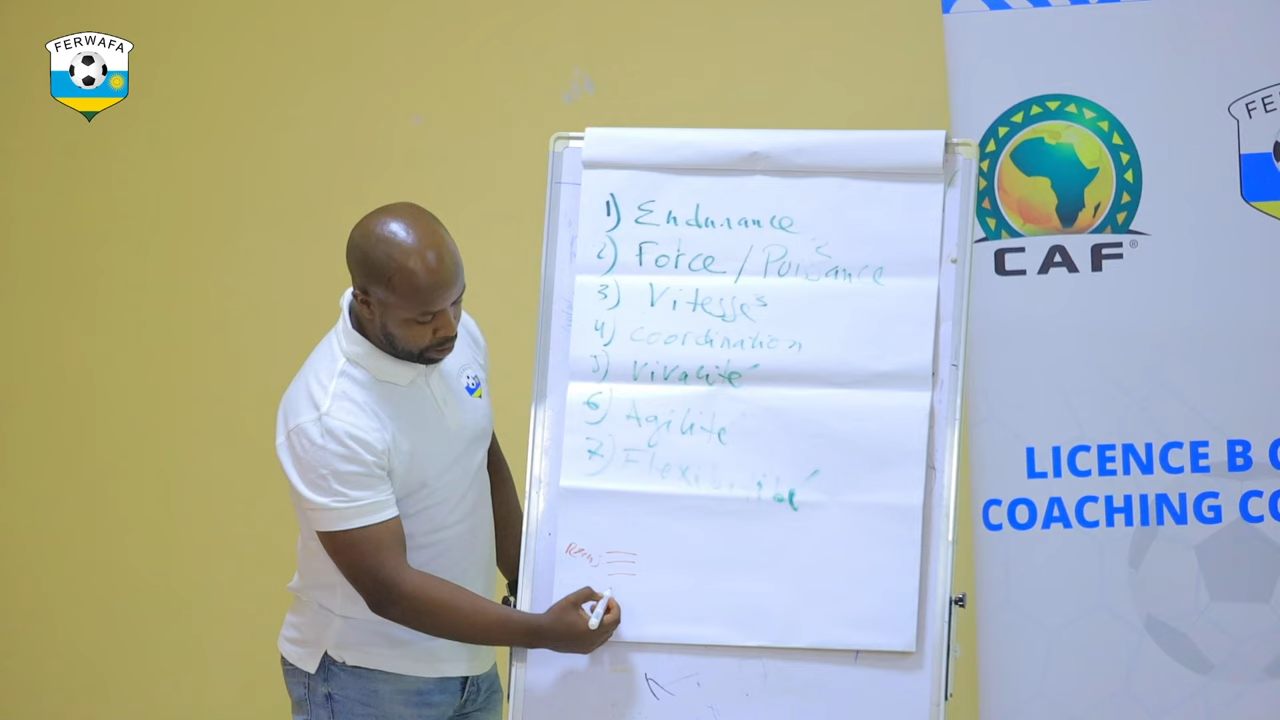 FERWAFA
1) Endurance
2) Force / Puissance
3) Vitesse
4) coordination
5) Vivacité
6) Agilité
7) Flexibilité
CAF
FE
LICENCE B C
COACHING CO